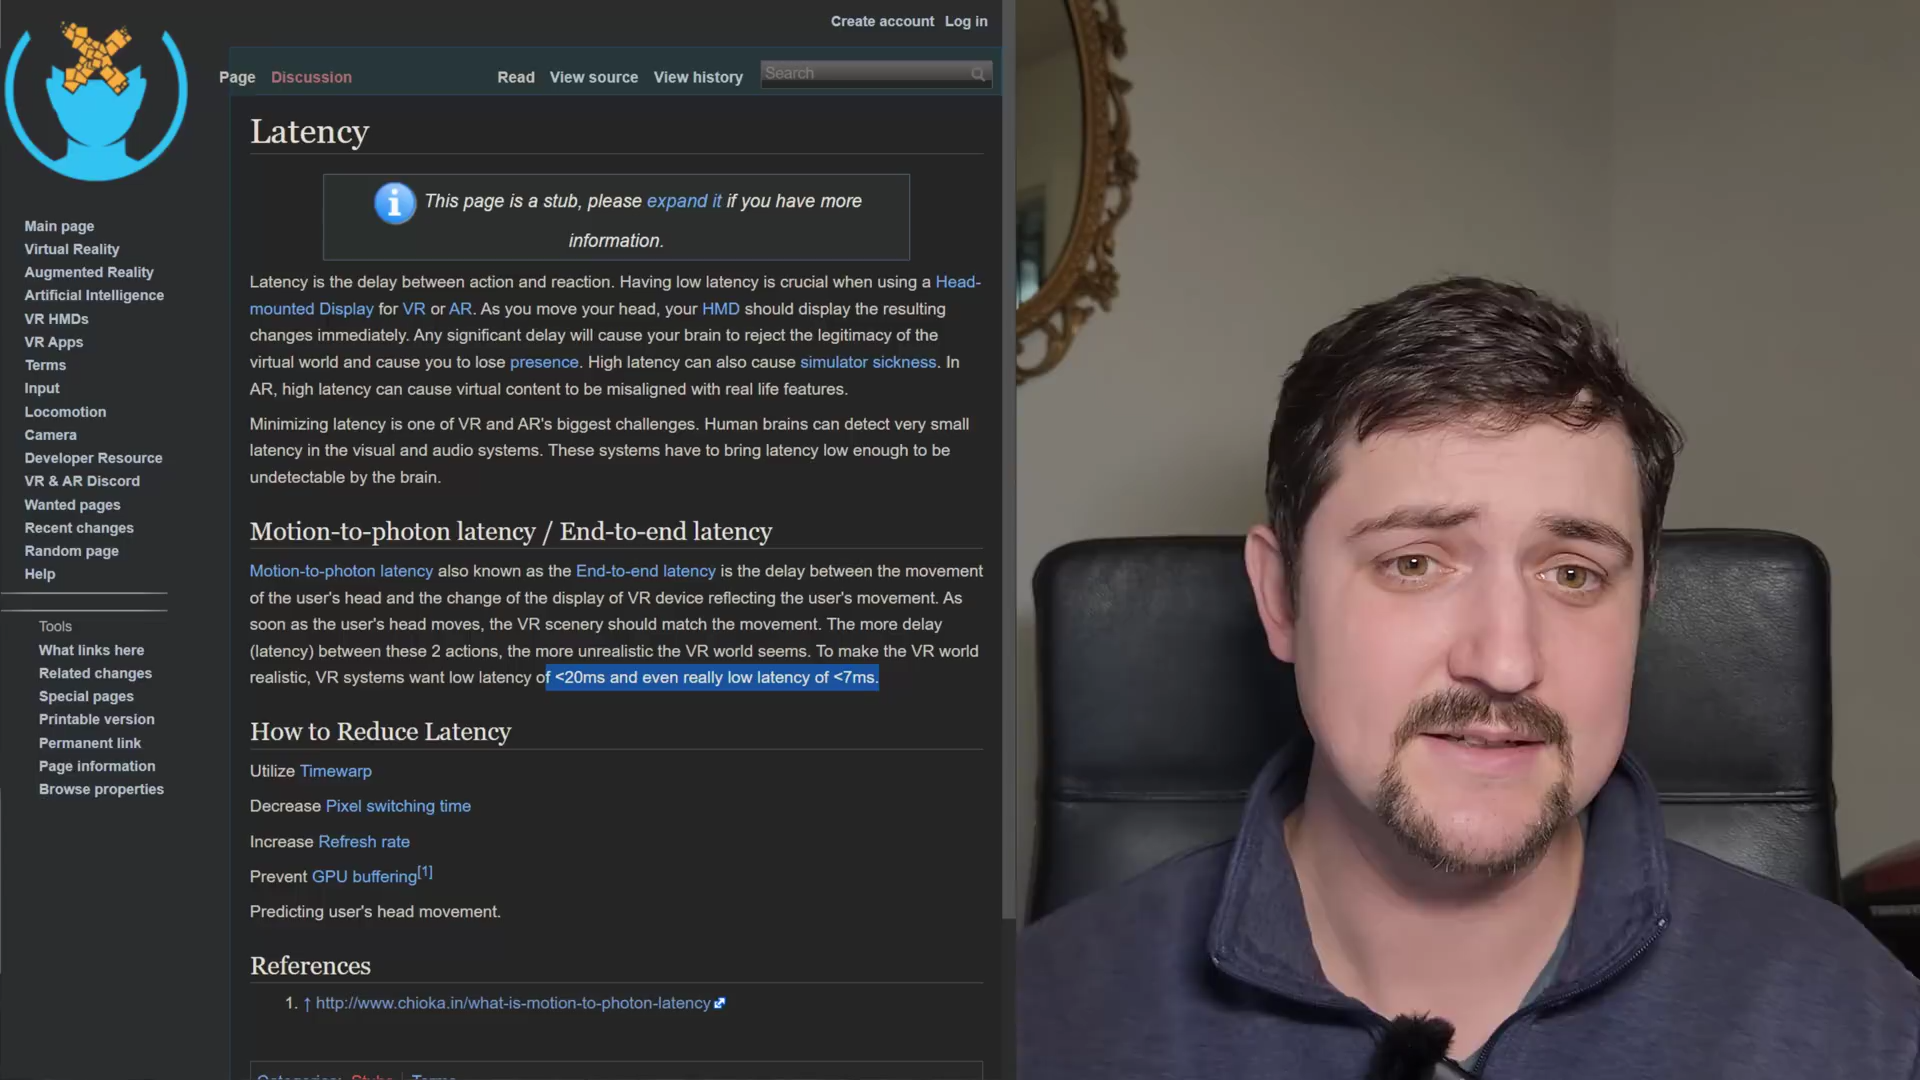 Create account Log in
Page Discussion Read View source View history Search
Latency
This page is a stub, please expand it if you have more
information.
Main page
Virtual Reality
Augmented Reality
Artificial Intelligence
VR HMDs
VR Apps
Terms
Input
Locomotion
Camera
Developer Resource
VR & AR Discord
Wanted pages
Recent changes
Random page
Help
Tools
What links here
Related changes
Special pages
Printable version
Permanent link
Page information
Browse properties
Latency is the delay between action and reaction. Having low latency is crucial when using a Head-
mounted Display for VR or AR. As you move your head, your HMD should display the resulting
changes immediately. Any significant delay will cause your brain to reject the legitimacy of the
virtual world and cause you to lose presence. High latency can also cause simulator sickness. In
AR, high latency can cause virtual content to be misaligned with real life features.
Minimizing latency is one of VR and AR's biggest challenges. Human brains can detect very small
latency in the visual and audio systems. These systems have to bring latency low enough to be
undetectable by the brain.
Motion-to-photon latency / End-to-end latency
Motion-to-photon latency also known as the End-to-end latency is the delay between the movement
of the user's head and the change of the display of VR device reflecting the user's movement. As
soon as the user's head moves, the VR scenery should match the movement. The more delay
(latency) between these 2 actions, the more unrealistic the VR world seems. To make the VR world
realistic, VR systems want low latency of <20ms and even really low latency of <7ms.
How to Reduce Latency
Utilize Timewarp
Decrease Pixel switching time
Increase Refresh rate
Prevent GPU buffering[1]
Predicting user's head movement.
References
1. ↑ http://www.chioka.in/what-is-motion-to-photon-latency